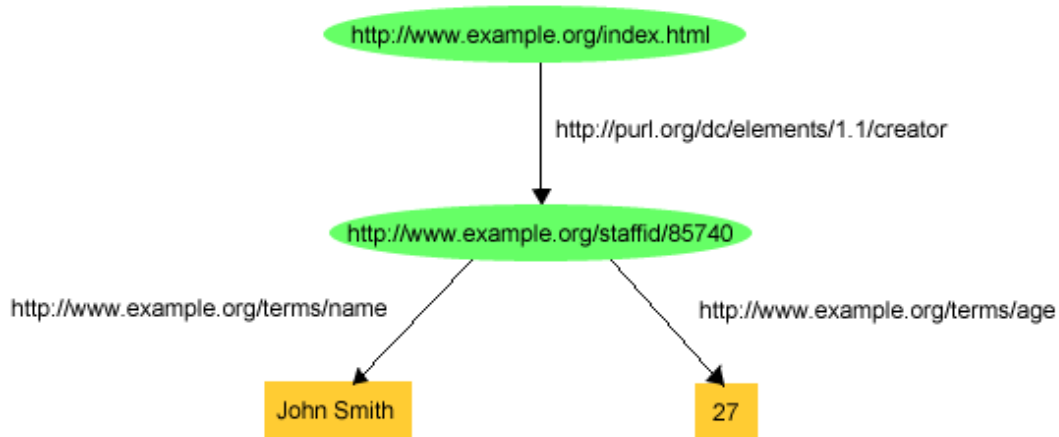 http://www.example.org/index.html
http://purl.org/dc/elements/1.1/creator
http://www.example.org/staffid/85740
http://www.example.org/terms/name
http://www.example.org/terms/age
John Smith
27